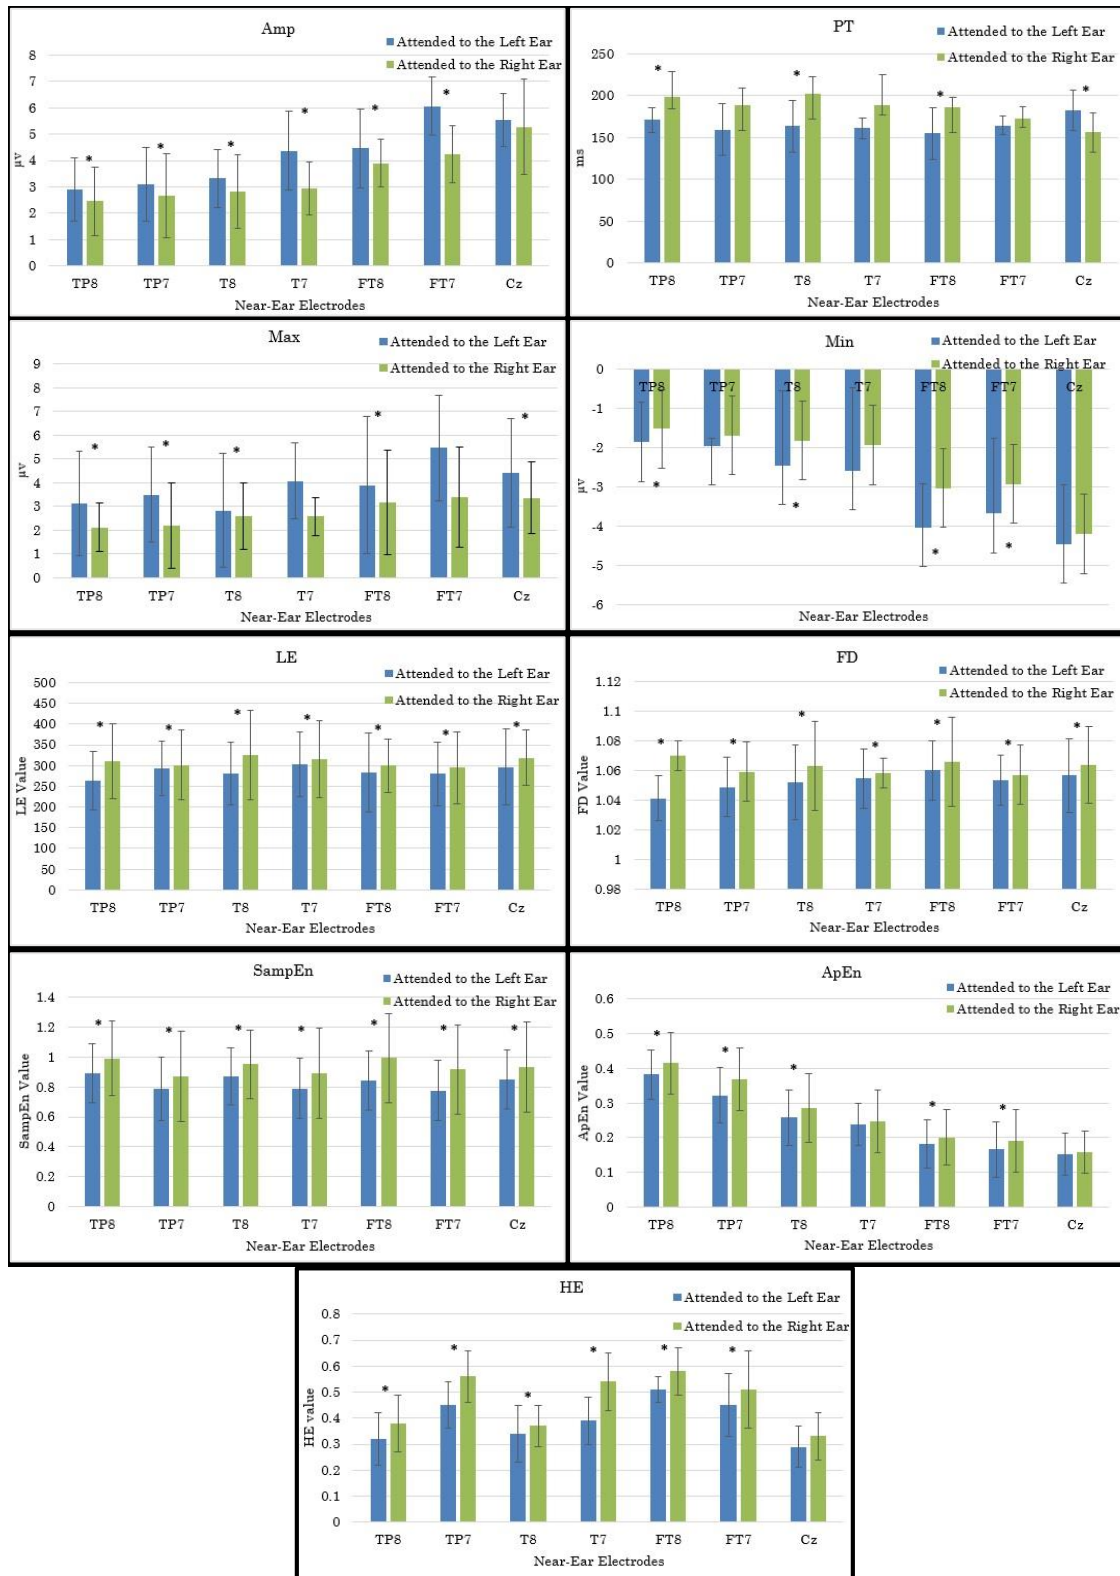 Amp
Attended to the Left Ear
Attended to the Right Ear
8
7
6
5
4
3
2
1
0
μv
* * * * * *
TP8 TP7 T8 T7 FT8 FT7 Cz
Near-Ear Electrodes
PT
Attended to the Left Ear
Attended to the Right Ear
250
200
150
100
50
0
ms
* * * *
TP8 TP7 T8 T7 FT8 FT7 Cz
Near-Ear Electrodes
Max
Attended to the Left Ear
Attended to the Right Ear
9
8
7
6
5
4
3
2
1
0
μv
* * * * *
TP8 TP7 T8 T7 FT8 FT7 Cz
Near-Ear Electrodes
Min
Attended to the Left Ear
Attended to the Right Ear
0
-1
-2
-3
-4
-5
-6
μv
TP8 TP7 T8 T7 FT8 FT7 Cz
* * * *
Near-Ear Electrodes
LE
Attended to the Left Ear
Attended to the Right Ear
500
450
400
350
300
250
200
150
100
50
0
LE Value
* * * * * * *
TP8 TP7 T8 T7 FT8 FT7 Cz
Near-Ear Electrodes
FD
Attended to the Left Ear
Attended to the Right Ear
1.12
1.1
1.08
1.06
1.04
1.02
1
0.98
FD Value
* * * * * * *
TP8 TP7 T8 T7 FT8 FT7 Cz
Near-Ear Electrodes
SampEn
Attended to the Left Ear
Attended to the Right Ear
1.4
1.2
1
0.8
0.6
0.4
0.2
0
SampEn Value
* * * * * * *
TP8 TP7 T8 T7 FT8 FT7 Cz
Near-Ear Electrodes
ApEn
Attended to the Left Ear
Attended to the Right Ear
0.6
0.5
0.4
0.3
0.2
0.1
0
ApEn Value
* * * * *
TP8 TP7 T8 T7 FT8 FT7 Cz
Near-Ear Electrodes
HE
Attended to the Left Ear
Attended to the Right Ear
0.8
0.7
0.6
0.5
0.4
0.3
0.2
0.1
0
HE value
* * * * * *
TP8 TP7 T8 T7 FT8 FT7 Cz
Near-Ear Electrodes